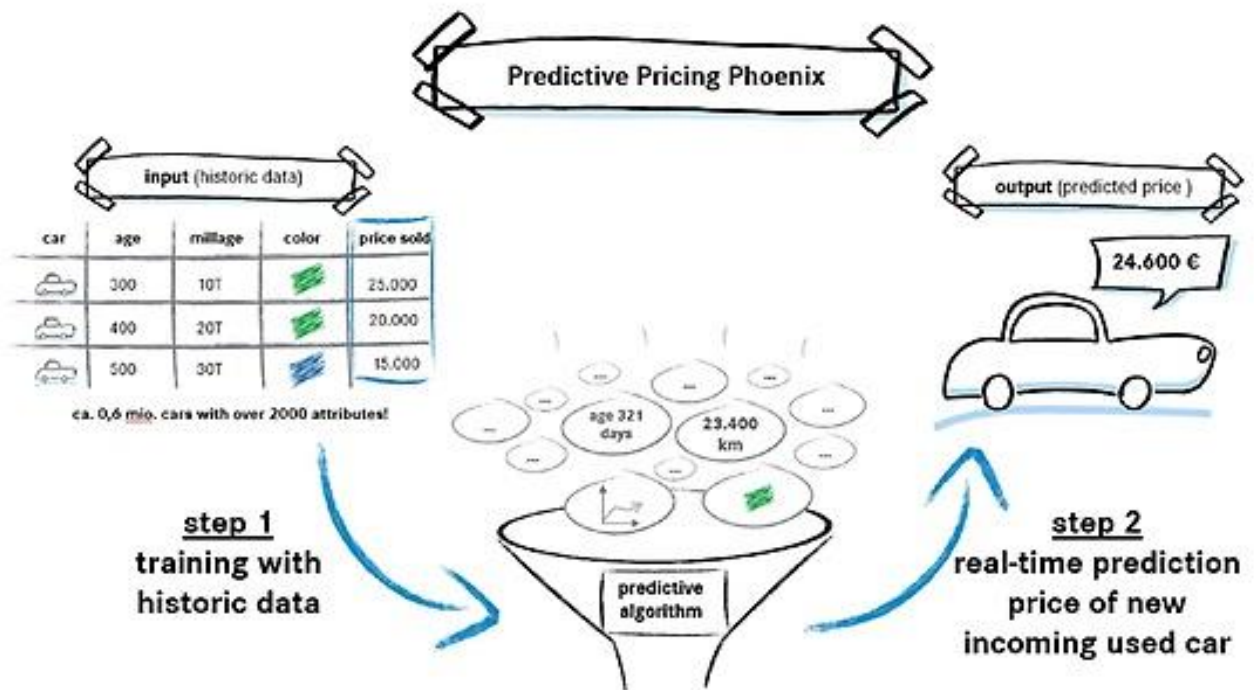 Predictive Pricing Phoenix
input (historic data)
car age millage color price sold
300 10T 25.000
400 20T 20.000
500 30T 15.000
ca. 0,6 mio. cars with over 2000 attributes!
step 1
training with
historic data
...
...
...
...
...
age 321
days
23.400
km
...
...
...
...
predictive
algorithm
output (predicted price )
24.600 €
step 2
real-time prediction
price of new
incoming used car